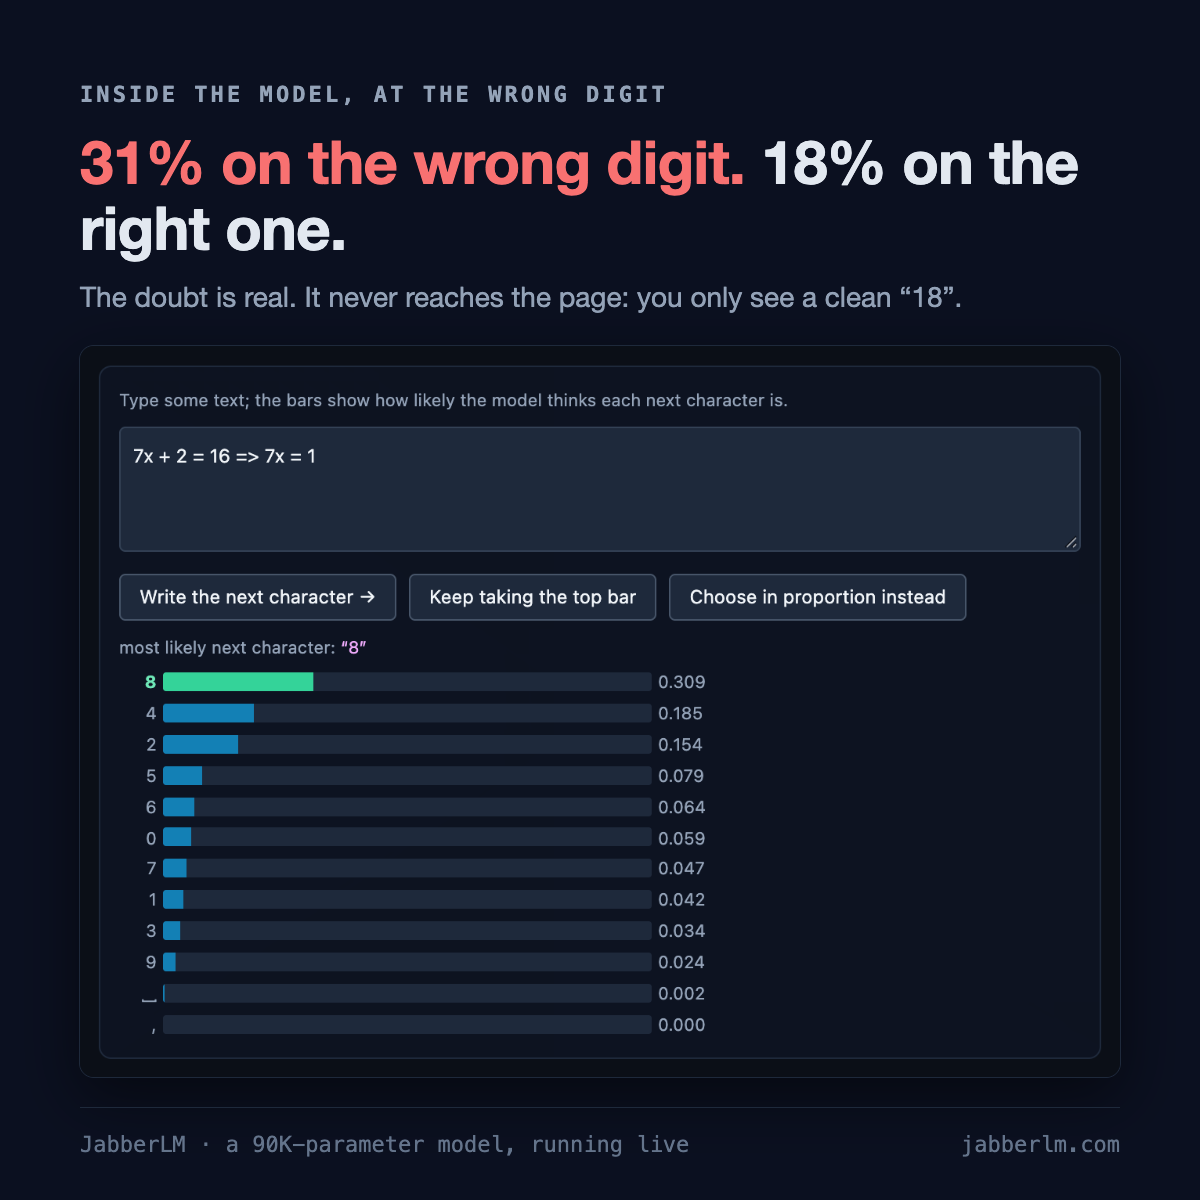 INSIDE THE MODEL, AT THE WRONG DIGIT
31% on the wrong digit. 18% on the
right one.
The doubt is real. It never reaches the page: you only see a clean “18”.
Type some text; the bars show how likely the model thinks each next character is.
7x + 2 = 16 => 7x = 1
Write the next character →
Keep taking the top bar
Choose in proportion instead
most likely next character: "8"
8 0.309
4 0.185
2 0.154
5 0.079
6 0.064
0 0.059
7 0.047
1 0.042
3 0.034
9 0.024
⎵ 0.002
, 0.000
JabberLM · a 90K–parameter model, running live
jabberlm.com